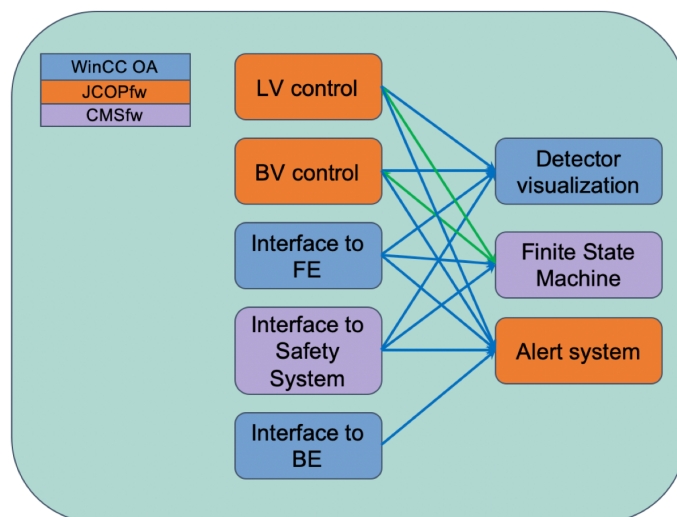 WinCC OA
JCOPfw
CMSfw
LV control
BV control
Interface to
FE
Interface to
Safety
System
Interface to
BE
Detector
visualization
Finite State
Machine
Alert system